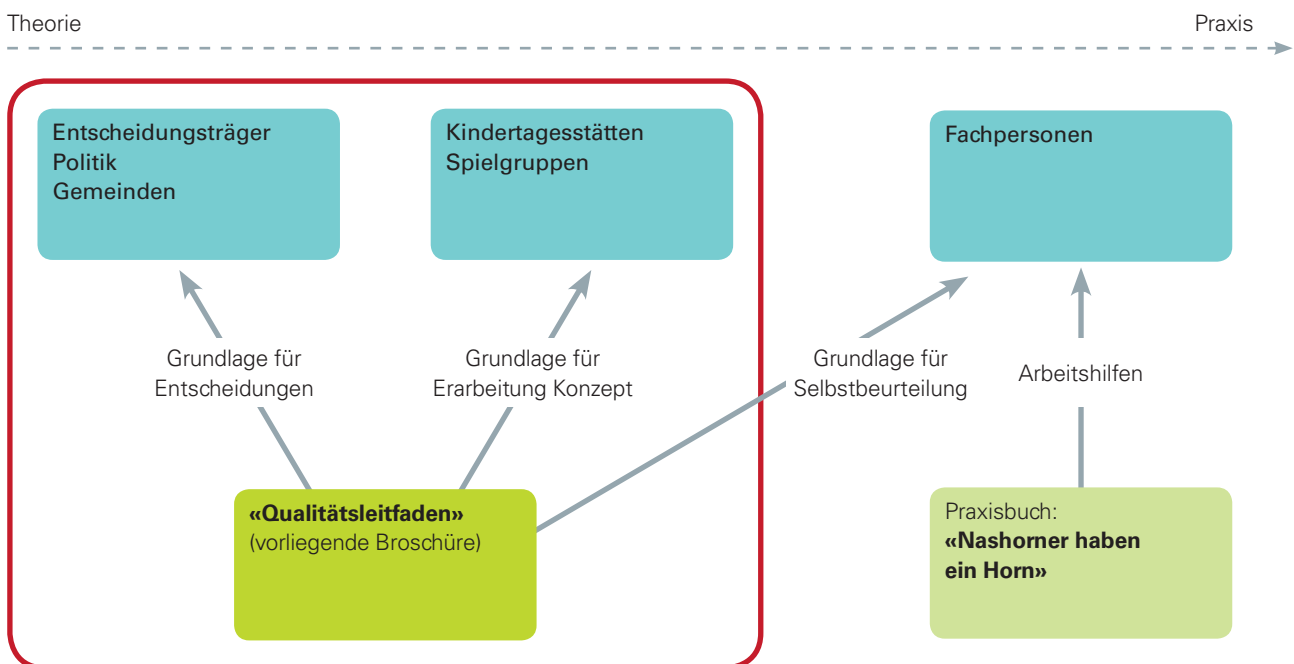 Theorie
Praxis
Entscheidungsträger
Politik
Gemeinden
Kindertagesstätten
Spielgruppen
Fachpersonen
Grundlage für
Entscheidungen
Grundlage für
Erarbeitung Konzept
Grundlage für
Selbstbeurteilung
Arbeitshilfen
«Qualitätsleitfaden»
(vorliegende Broschüre)
Praxisbuch:
«Nashorner haben
ein Horn»